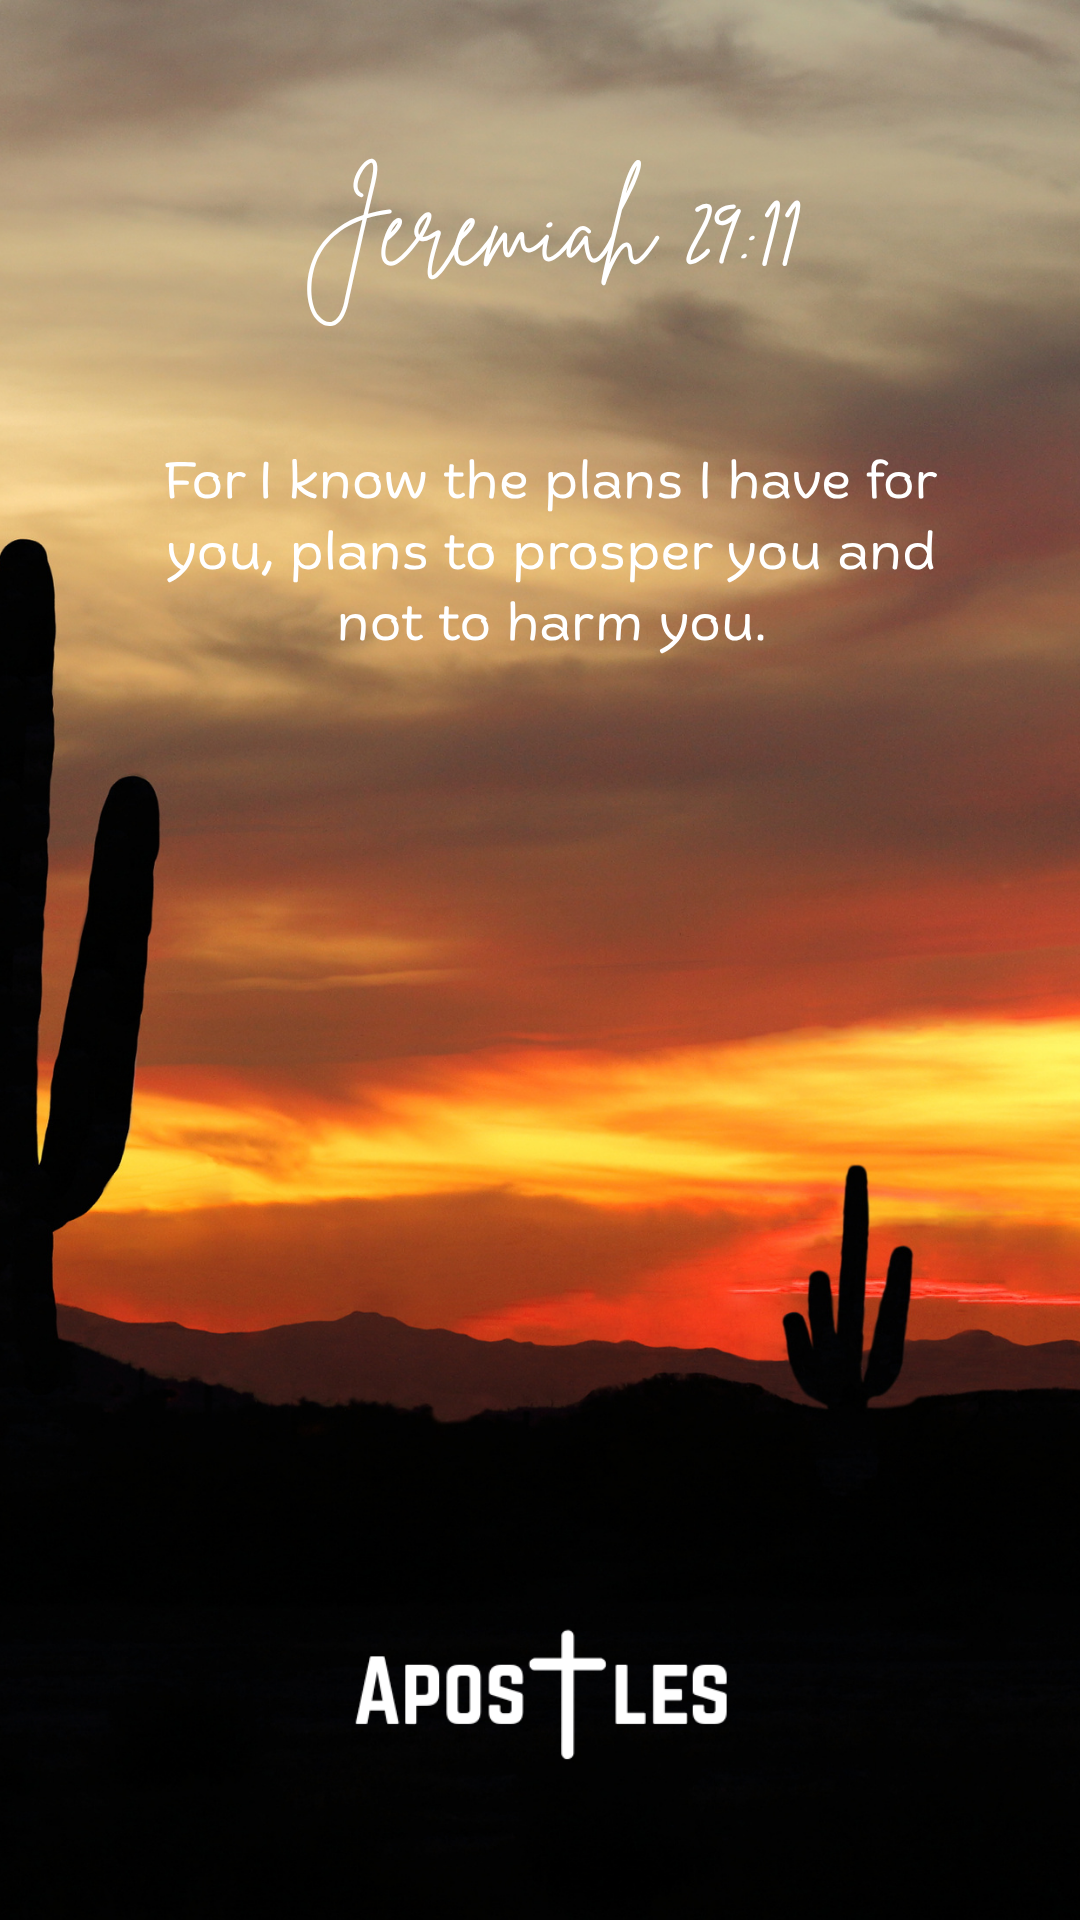 Jeremiah 29:11
For I know the plans I have for
you, plans to prosper you and
not to harm you.
APOSTLES